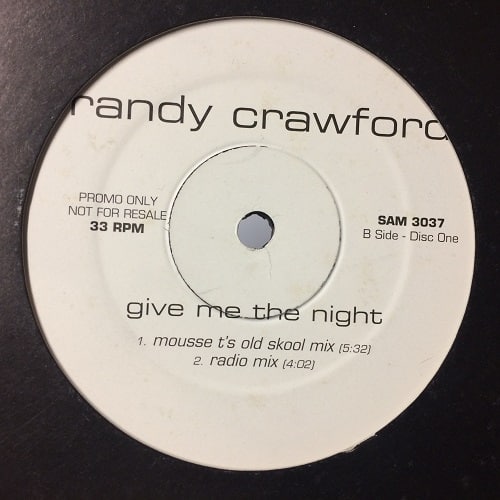 randy crawford
PROMO ONLY
NOT FOR RESALE
33 RPM
SAM 3037
B Side - Disc One
give me the night
1. mousse t's old skool mix (5:32)
2. radio mix (4:02)